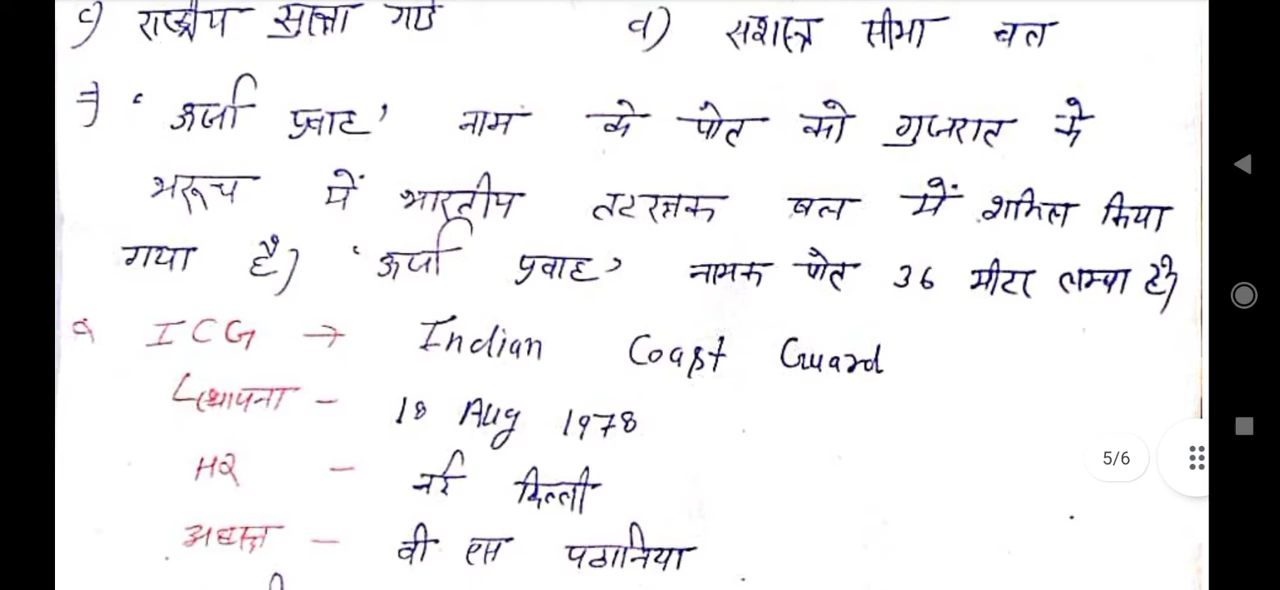 c) राष्ट्रीय सुरक्षा गार्ड d) सशस्त्र सीमा बल
⇒ ‘ऊर्जा प्रवाह’ नाम के पोत को गुजरात के
भरूच में भारतीय तटरक्षक बल में शामिल किया
गया है। ‘ऊर्जा प्रवाह’ नामक पोत 36 मीटर लम्बा है।
ICG → Indian Coast Guard
स्थापना - 18 Aug 1978
HQ - नई दिल्ली
अध्यक्ष - वी एस पठानिया
5/6